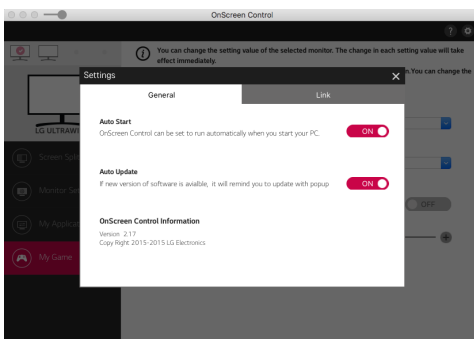 OnScreen Control
?
You can change the setting value of the selected monitor. The change in each setting value will take
effect immediately.
n.You can change the
Settings
General
Link
Auto Start
OnScreen Control can be set to run automatically when you start your PC.
ON
Auto Update
If new version of software is avialble, it will remind you to update with popup
ON
OnScreen Control Information
Version 2.17
Copy Right 2015-2015 LG Electronics
LG ULTRAWI
Screen Split
Monitor Set
My Applicat
My Game
OFF